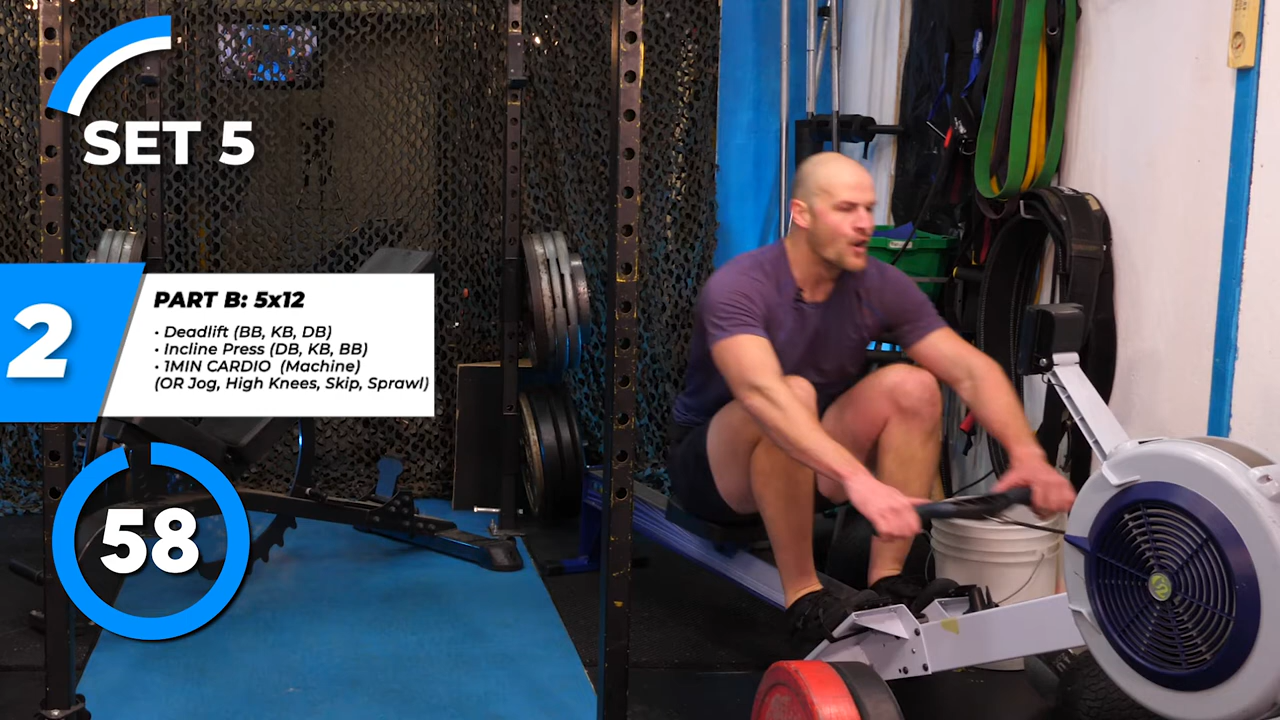 SET 5
2
PART B: 5x12
• Deadlift (BB, KB, DB)
• Incline Press (DB, KB, BB)
• 1MIN CARDIO (Machine)
(OR Jog, High Knees, Skip, Sprawl)
58